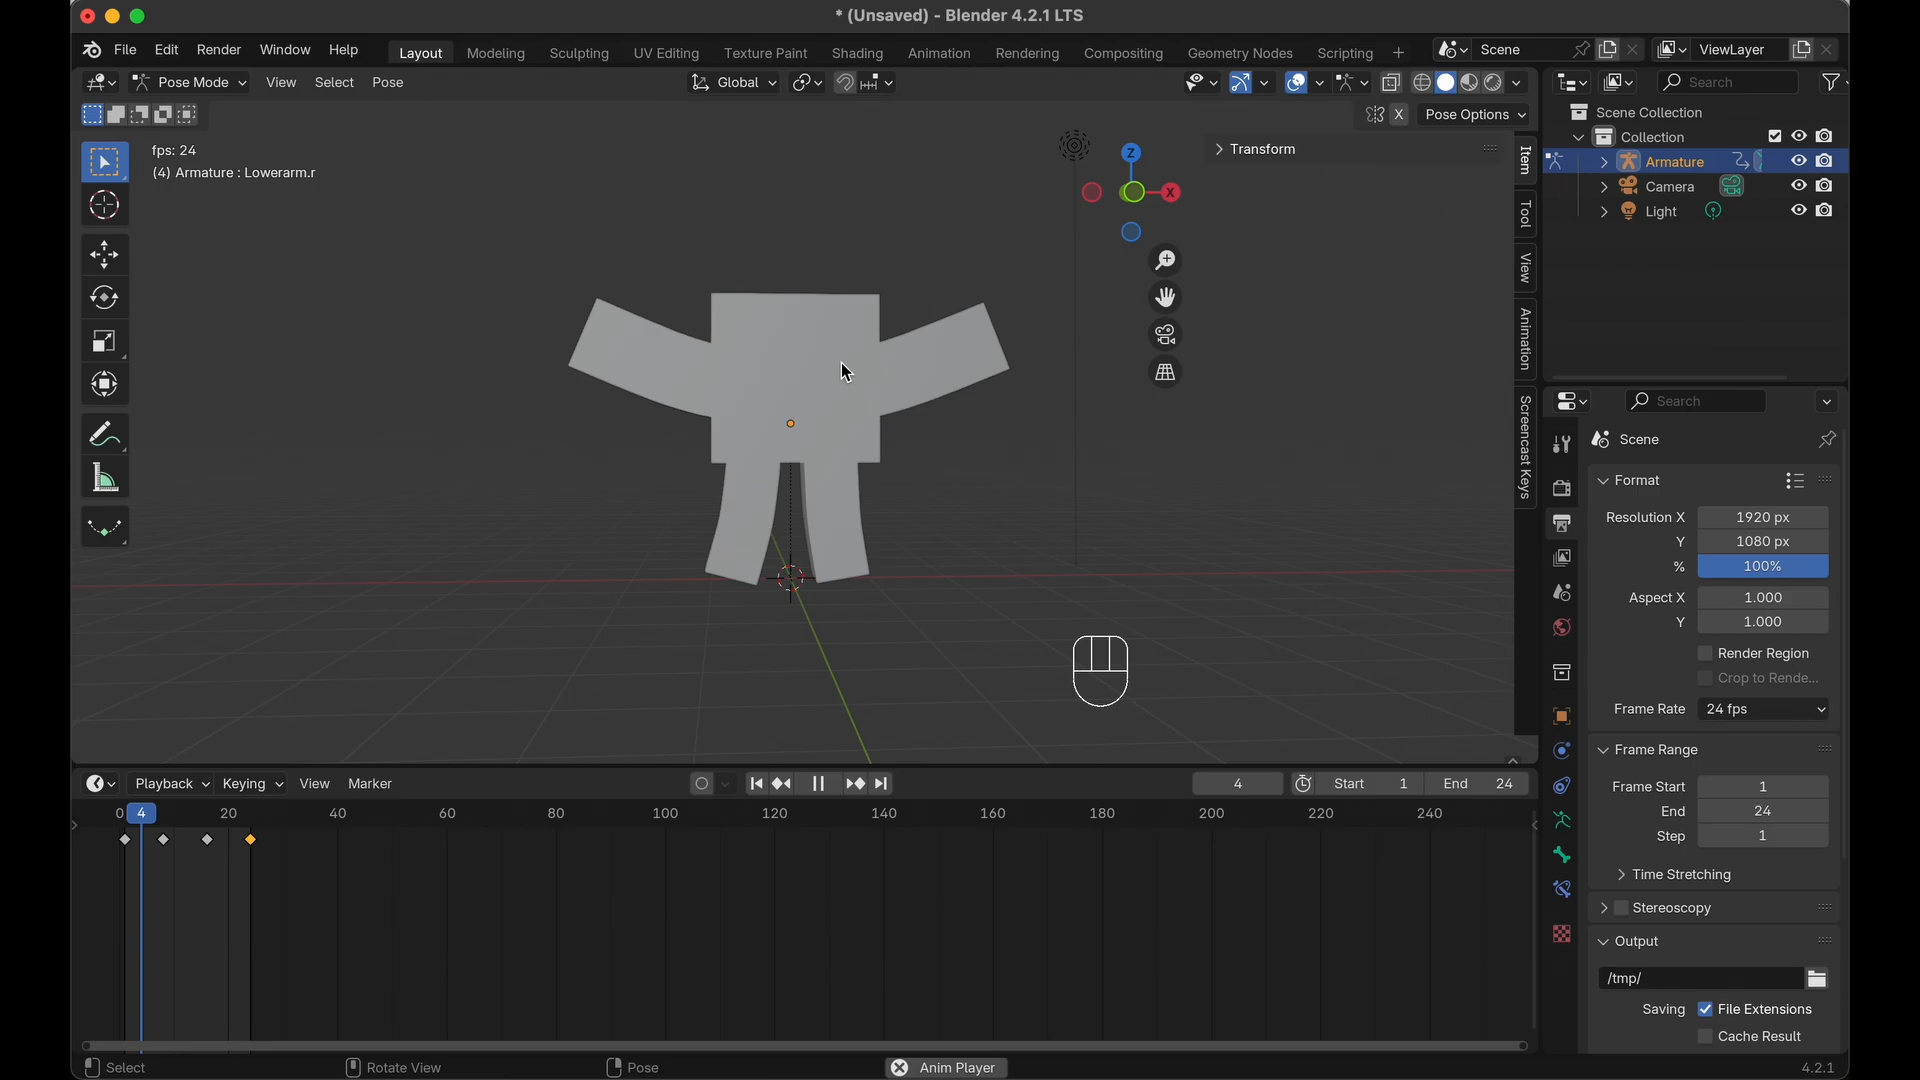 * (Unsaved) - Blender 4.2.1 LTS
File Edit Render Window Help Layout Modeling Sculpting UV Editing Texture Paint Shading Animation Rendering Compositing Geometry Nodes Scripting + Scene ViewLayer
Pose Mode View Select Pose Global Search
X Pose Options
Scene Collection
Collection
Armature
Camera
Light
fps: 24
(4) Armature : Lowerarm.r
Transform
Z
X
Item
Tool
View
Animation
Screencast Keys
Search
Scene
Format
Resolution X 1920 px
Y 1080 px
% 100%
Aspect X 1.000
Y 1.000
Render Region
Crop to Rende...
Frame Rate 24 fps
Frame Range
Frame Start 1
End 24
Step 1
Time Stretching
Stereoscopy
Output
/tmp/
Saving File Extensions
Cache Result
Playback Keying View Marker 4 Start 1 End 24
0 4 20 40 60 80 100 120 140 160 180 200 220 240
Select Rotate View Pose Anim Player 4.2.1